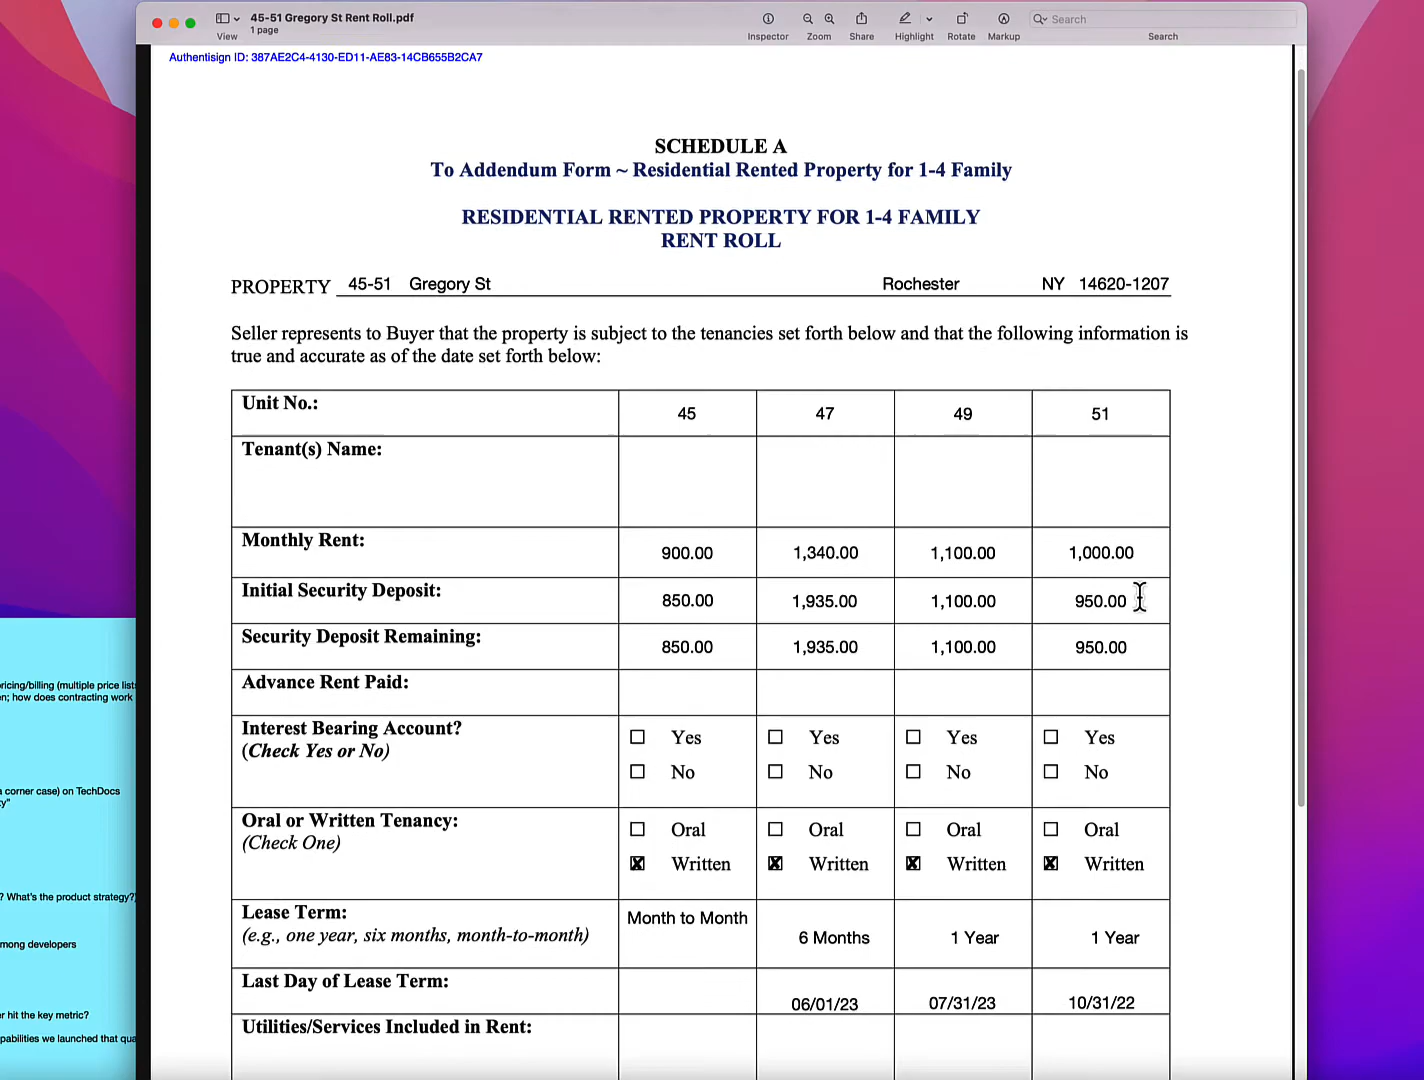 45-51 Gregory St Rent Roll.pdf
1 page
View
Inspector
Zoom
Share
Highlight
Rotate
Markup
Search
Search
Authentisign ID: 387AE2C4-4130-ED11-AE83-14CB655B2CA7
SCHEDULE A
To Addendum Form ~ Residential Rented Property for 1-4 Family
RESIDENTIAL RENTED PROPERTY FOR 1-4 FAMILY
RENT ROLL
PROPERTY 45-51 Gregory St Rochester NY 14620-1207
Seller represents to Buyer that the property is subject to the tenancies set forth below and that the following information is
true and accurate as of the date set forth below:
Unit No.: 45 47 49 51
Tenant(s) Name:
Monthly Rent: 900.00 1,340.00 1,100.00 1,000.00
Initial Security Deposit: 850.00 1,935.00 1,100.00 950.00
Security Deposit Remaining: 850.00 1,935.00 1,100.00 950.00
Advance Rent Paid:
Interest Bearing Account? Yes Yes Yes Yes
(Check Yes or No) No No No No
Oral or Written Tenancy: Oral Oral Oral Oral
(Check One) Written Written Written Written
Lease Term: Month to Month
(e.g., one year, six months, month-to-month) 6 Months 1 Year 1 Year
Last Day of Lease Term: 06/01/23 07/31/23 10/31/22
Utilities/Services Included in Rent:
ricing/billing (multiple price list
n; how does contracting work
a corner case) on TechDocs
y"
? What's the product strategy?)
mong developers
r hit the key metric?
pabilities we launched that qua